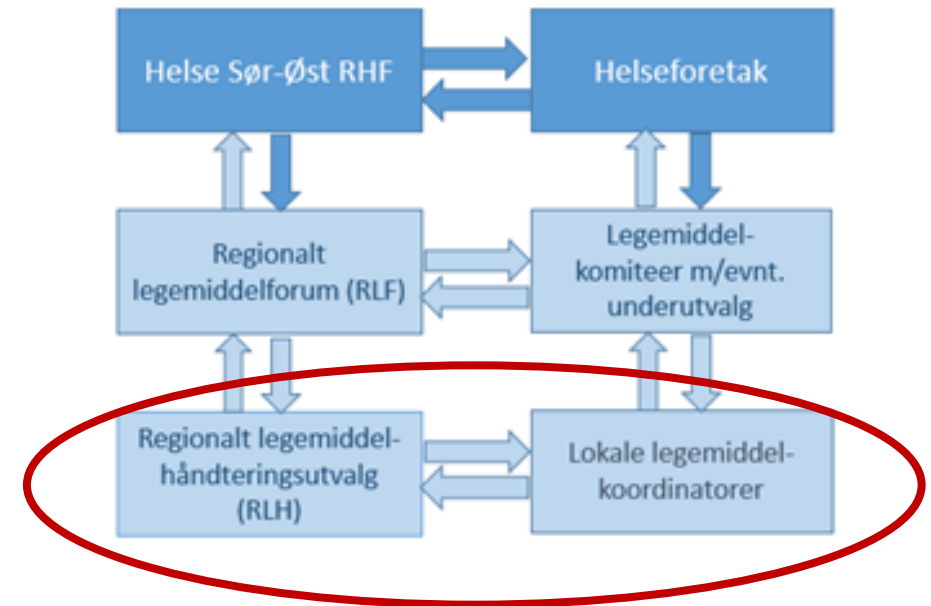 Helse Sør-Øst RHF
Helseforetak
Regionalt
legemiddelforum (RLF)
Legemiddel-
komiteer m/evnt.
underutvalg
Regionalt legemiddel-
håndteringsutvalg
(RLH)
Lokale legemiddel-
koordinatorer